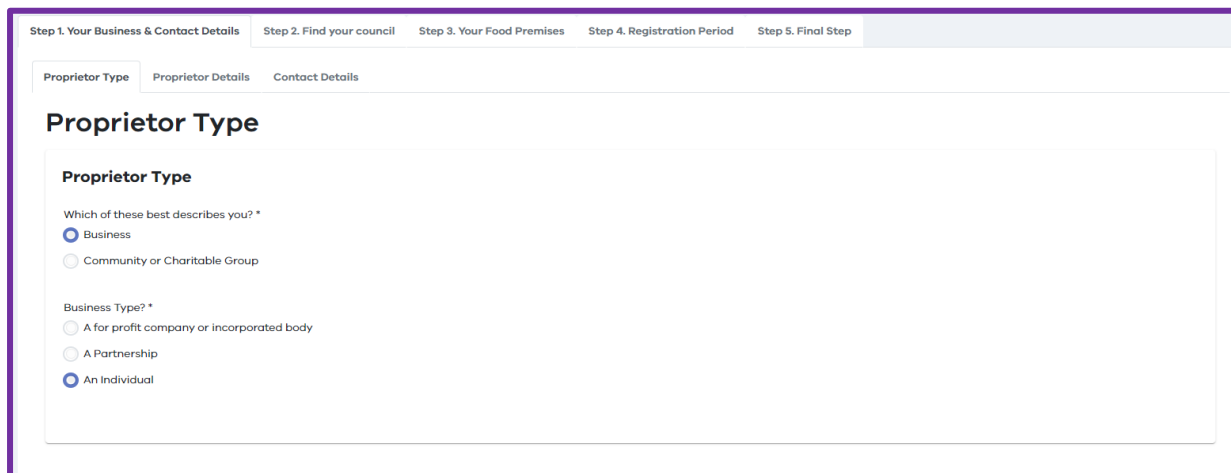 Step 1. Your Business & Contact Details Step 2. Find your council Step 3. Your Food Premises Step 4. Registration Period Step 5. Final Step
Proprietor Type Proprietor Details Contact Details
Proprietor Type
Proprietor Type
Which of these best describes you? *
Business
Community or Charitable Group
Business Type? *
A for profit company or incorporated body
A Partnership
An Individual